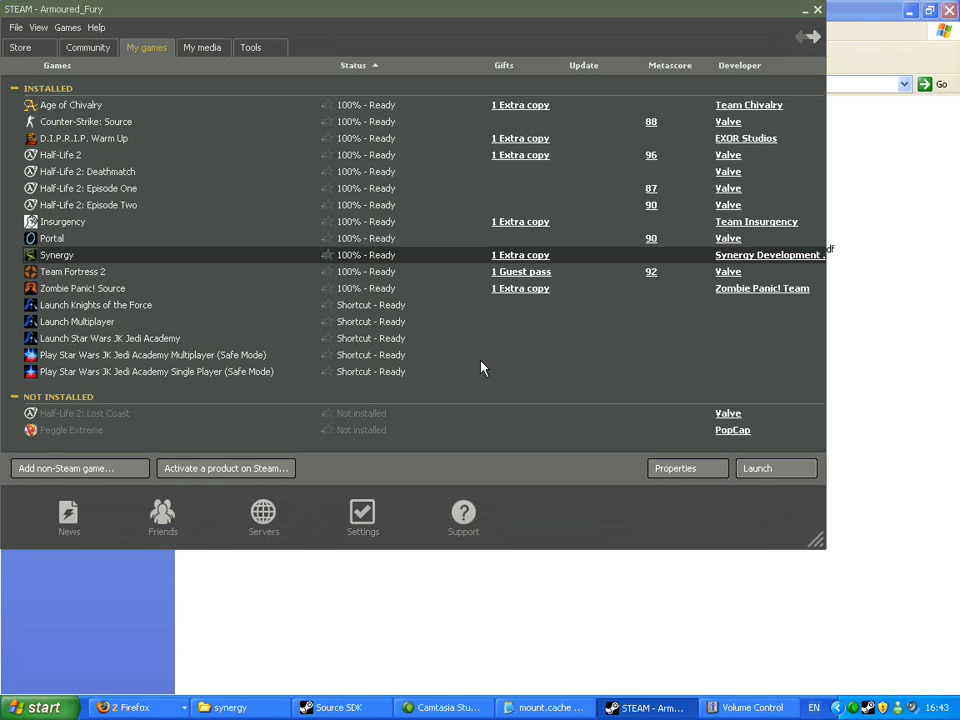 STEAM - Armoured_Fury
File View Games Help
Store Community My games My media Tools
Games Status Gifts Update Metascore Developer
INSTALLED
Age of Chivalry 100% - Ready 1 Extra copy Team Chivalry
Counter-Strike: Source 100% - Ready 88 Valve
D.I.P.R.I.P. Warm Up 100% - Ready 1 Extra copy EXOR Studios
Half-Life 2 100% - Ready 1 Extra copy 96 Valve
Half-Life 2: Deathmatch 100% - Ready Valve
Half-Life 2: Episode One 100% - Ready 87 Valve
Half-Life 2: Episode Two 100% - Ready 90 Valve
Insurgency 100% - Ready 1 Extra copy Team Insurgency
Portal 100% - Ready 90 Valve
Synergy 100% - Ready 1 Extra copy Synergy Development . df
Team Fortress 2 100% - Ready 1 Guest pass 92 Valve
Zombie Panic! Source 100% - Ready 1 Extra copy Zombie Panic! Team
Launch Knights of the Force Shortcut - Ready
Launch Multiplayer Shortcut - Ready
Launch Star Wars JK Jedi Academy Shortcut - Ready
Play Star Wars JK Jedi Academy Multiplayer (Safe Mode) Shortcut - Ready
Play Star Wars JK Jedi Academy Single Player (Safe Mode) Shortcut - Ready
NOT INSTALLED
Half-Life 2: Lost Coast Not installed Valve
Peggle Extreme Not installed PopCap
Add non-Steam game... Activate a product on Steam... Properties Launch
News Friends Servers Settings Support
Go
start 2 Firefox synergy Source SDK Camtasia Stu... mount.cache ... STEAM - Arm... Volume Control EN 16:43